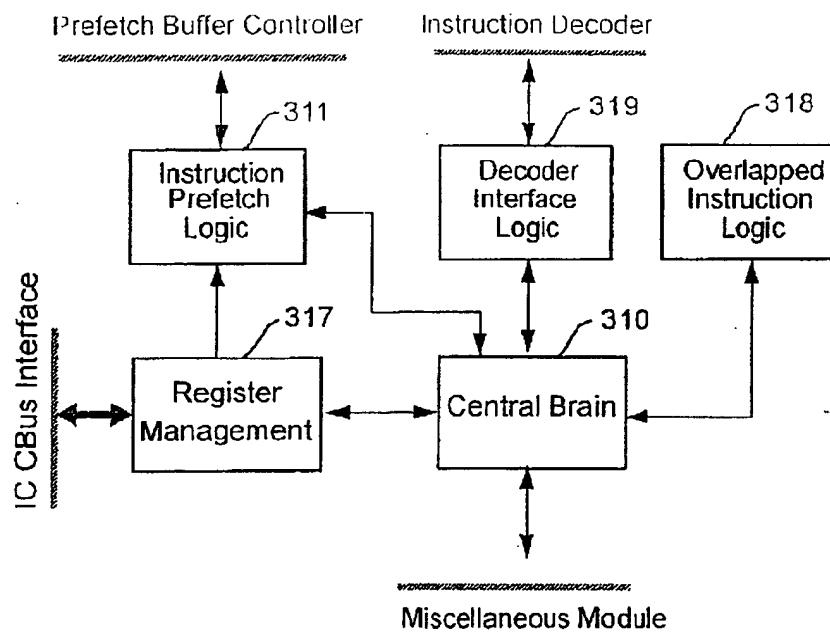 Prefetch Buffer Controller
Instruction Decoder
311
319
318
Instruction
Prefetch
Logic
Decoder
Interface
Logic
Overlapped
Instruction
Logic
IC CBus Interface
317
310
Register
Management
Central Brain
Miscellaneous Module